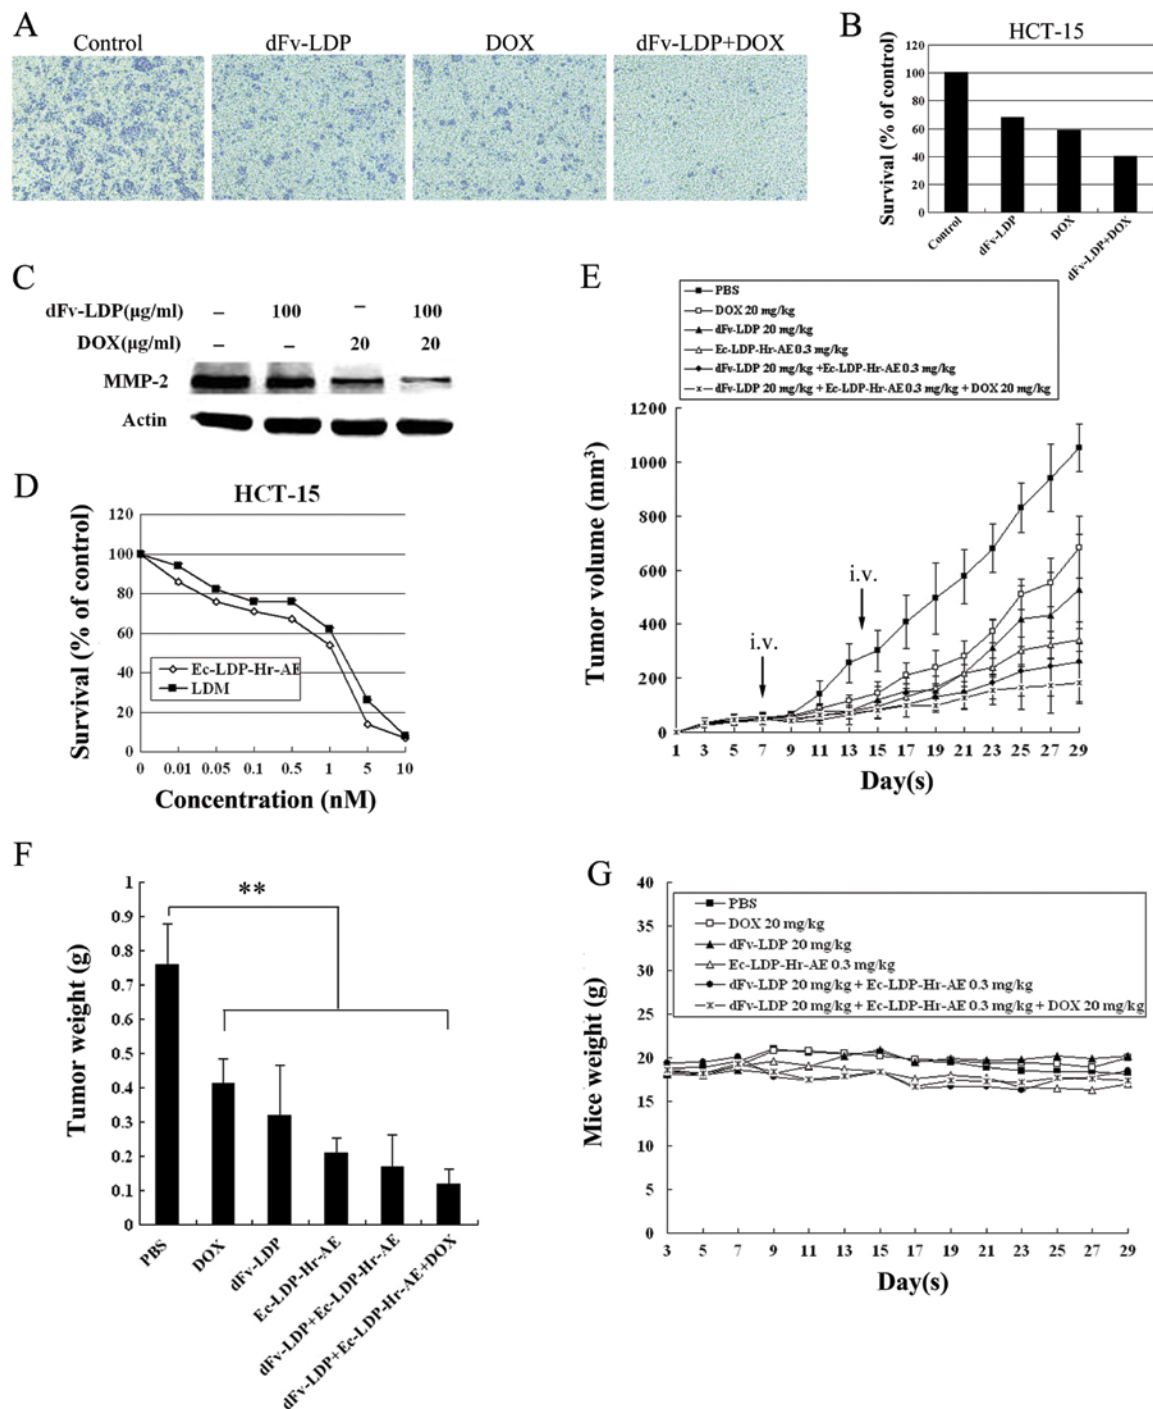 A
Control
dFv-LDP
DOX
dFv-LDP+DOX
B
HCT-15
Survival (% of control)
120
100
80
60
40
20
0
Control
dFv-LDP
DOX
dFv-LDP+DOX
C
dFv-LDP(μg/ml) – 100 – 100
DOX(μg/ml) – – 20 20
MMP-2
Actin
D
HCT-15
Survival (% of control)
120
100
80
60
40
20
0
Ec-LDP-Hr-AE
LDM
0 0.01 0.05 0.1 0.5 1 5 10
Concentration (nM)
E
PBS
DOX 20 mg/kg
dFv-LDP 20 mg/kg
Ec-LDP-Hr-AE 0.3 mg/kg
dFv-LDP 20 mg/kg +Ec-LDP-Hr-AE 0.3 mg/kg
dFv-LDP 20 mg/kg + Ec-LDP-Hr-AE 0.3 mg/kg + DOX 20 mg/kg
Tumor volume (mm³)
1200
1000
800
600
400
200
0
i.v.
i.v.
1 3 5 7 9 11 13 15 17 19 21 23 25 27 29
Day(s)
F
Tumor weight (g)
1
0.9
0.8
0.7
0.6
0.5
0.4
0.3
0.2
0.1
0
**
PBS
DOX
dFv-LDP
Ec-LDP-Hr-AE
dFv-LDP+Ec-LDP-Hr-AE
dFv-LDP+Ec-LDP-Hr-AE+DOX
G
Mice weight (g)
40
35
30
25
20
15
10
5
0
PBS
DOX 20 mg/kg
dFv-LDP 20 mg/kg
Ec-LDP-Hr-AE 0.3 mg/kg
dFv-LDP 20 mg/kg + Ec-LDP-Hr-AE 0.3 mg/kg
dFv-LDP 20 mg/kg + Ec-LDP-Hr-AE 0.3 mg/kg + DOX 20 mg/kg
3 5 7 9 11 13 15 17 19 21 23 25 27 29
Day(s)